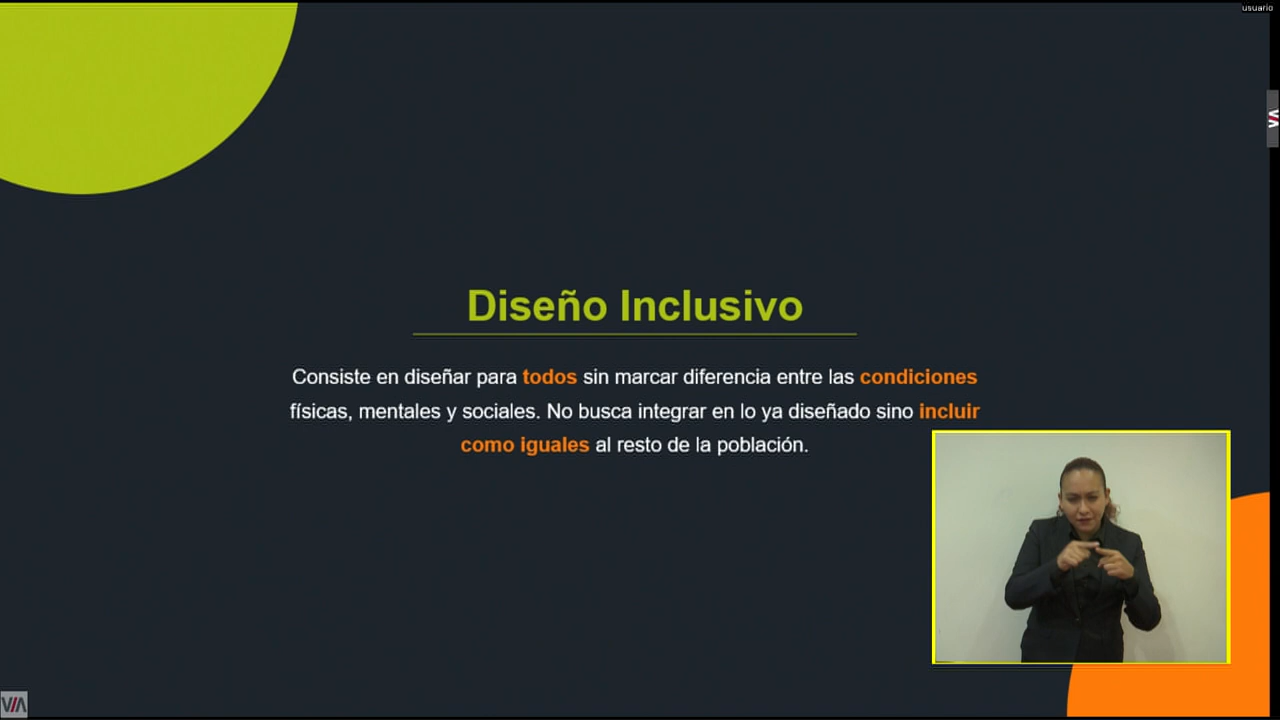 usuario
Diseño Inclusivo
Consiste en diseñar para todos sin marcar diferencia entre las condiciones
físicas, mentales y sociales. No busca integrar en lo ya diseñado sino incluir
como iguales al resto de la población.
VIA